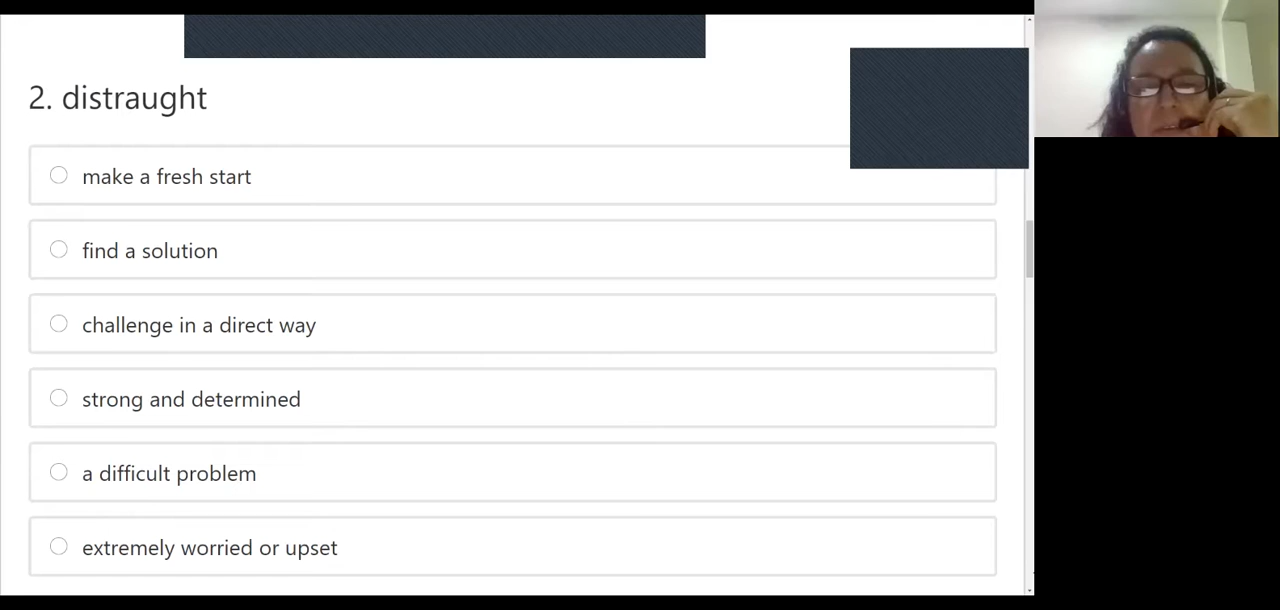 2. distraught
make a fresh start
find a solution
challenge in a direct way
strong and determined
a difficult problem
extremely worried or upset